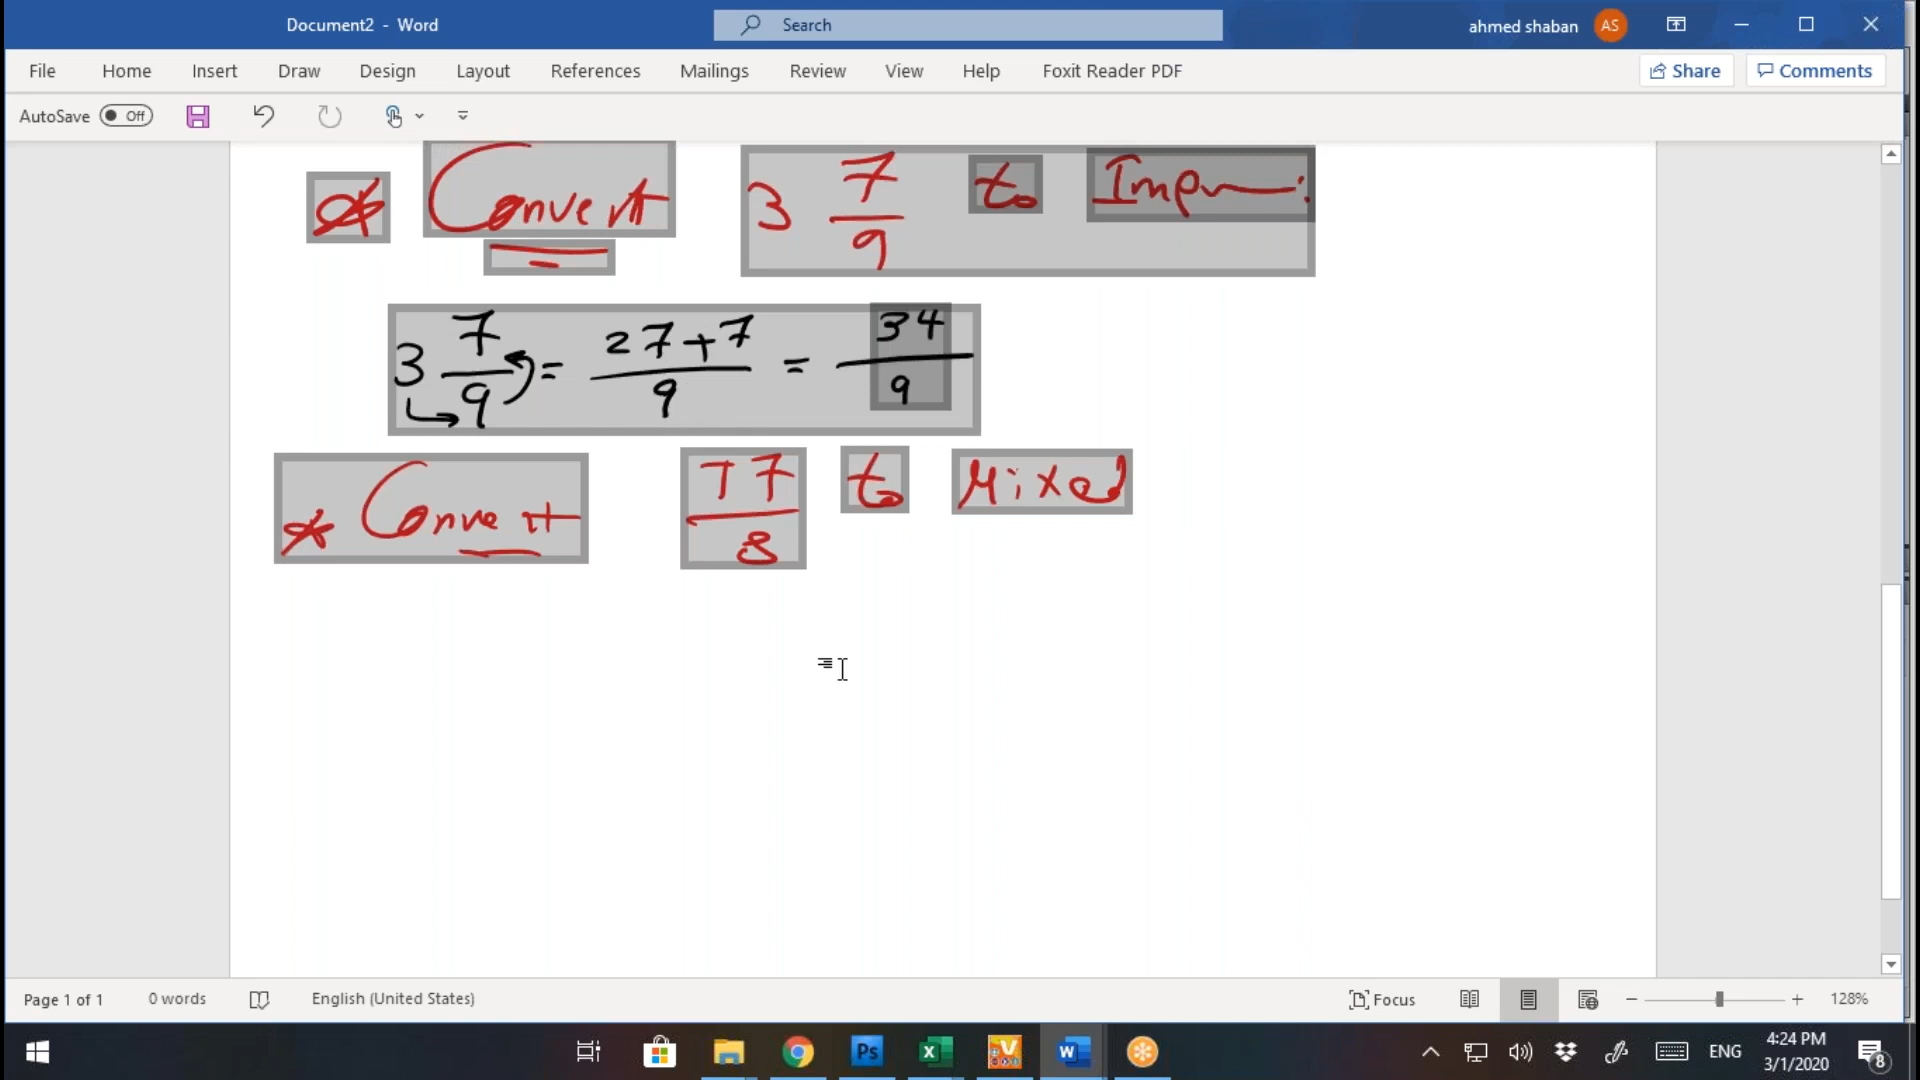 Document2 - Word
Search
ahmed shaban AS
File Home Insert Draw Design Layout References Mailings Review View Help Foxit Reader PDF
Share Comments
AutoSave Off
* Convert 3 7/9 to Imp
3 7/9 = 27+7/9 = 34/9
* Convert 77/8 to Mixed
Page 1 of 1 0 words English (United States)
Focus 128%
Ps ENG 4:24 PM
3/1/2020 8